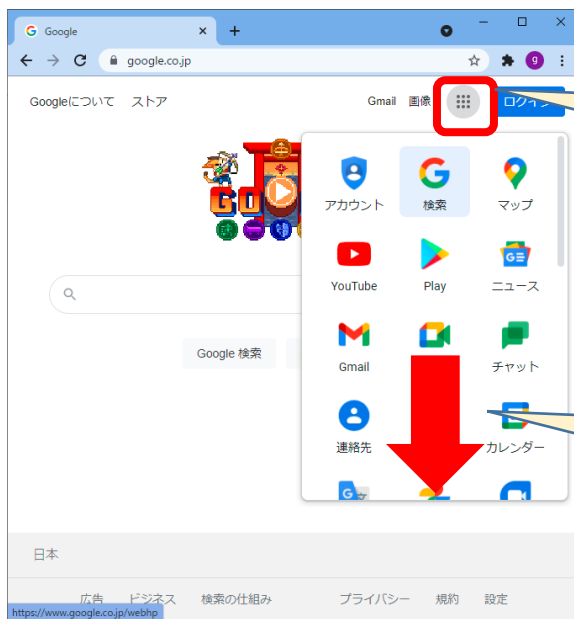 Google
google.co.jp
g
Googleについて ストア Gmail 画像 ログイン
アカウント 検索 マップ
YouTube Play ニュース
Gmail チャット
連絡先 カレンダー
Google 検索
日本
広告 ビジネス 検索の仕組み プライバシー 規約 設定
https://www.google.co.jp/webhp